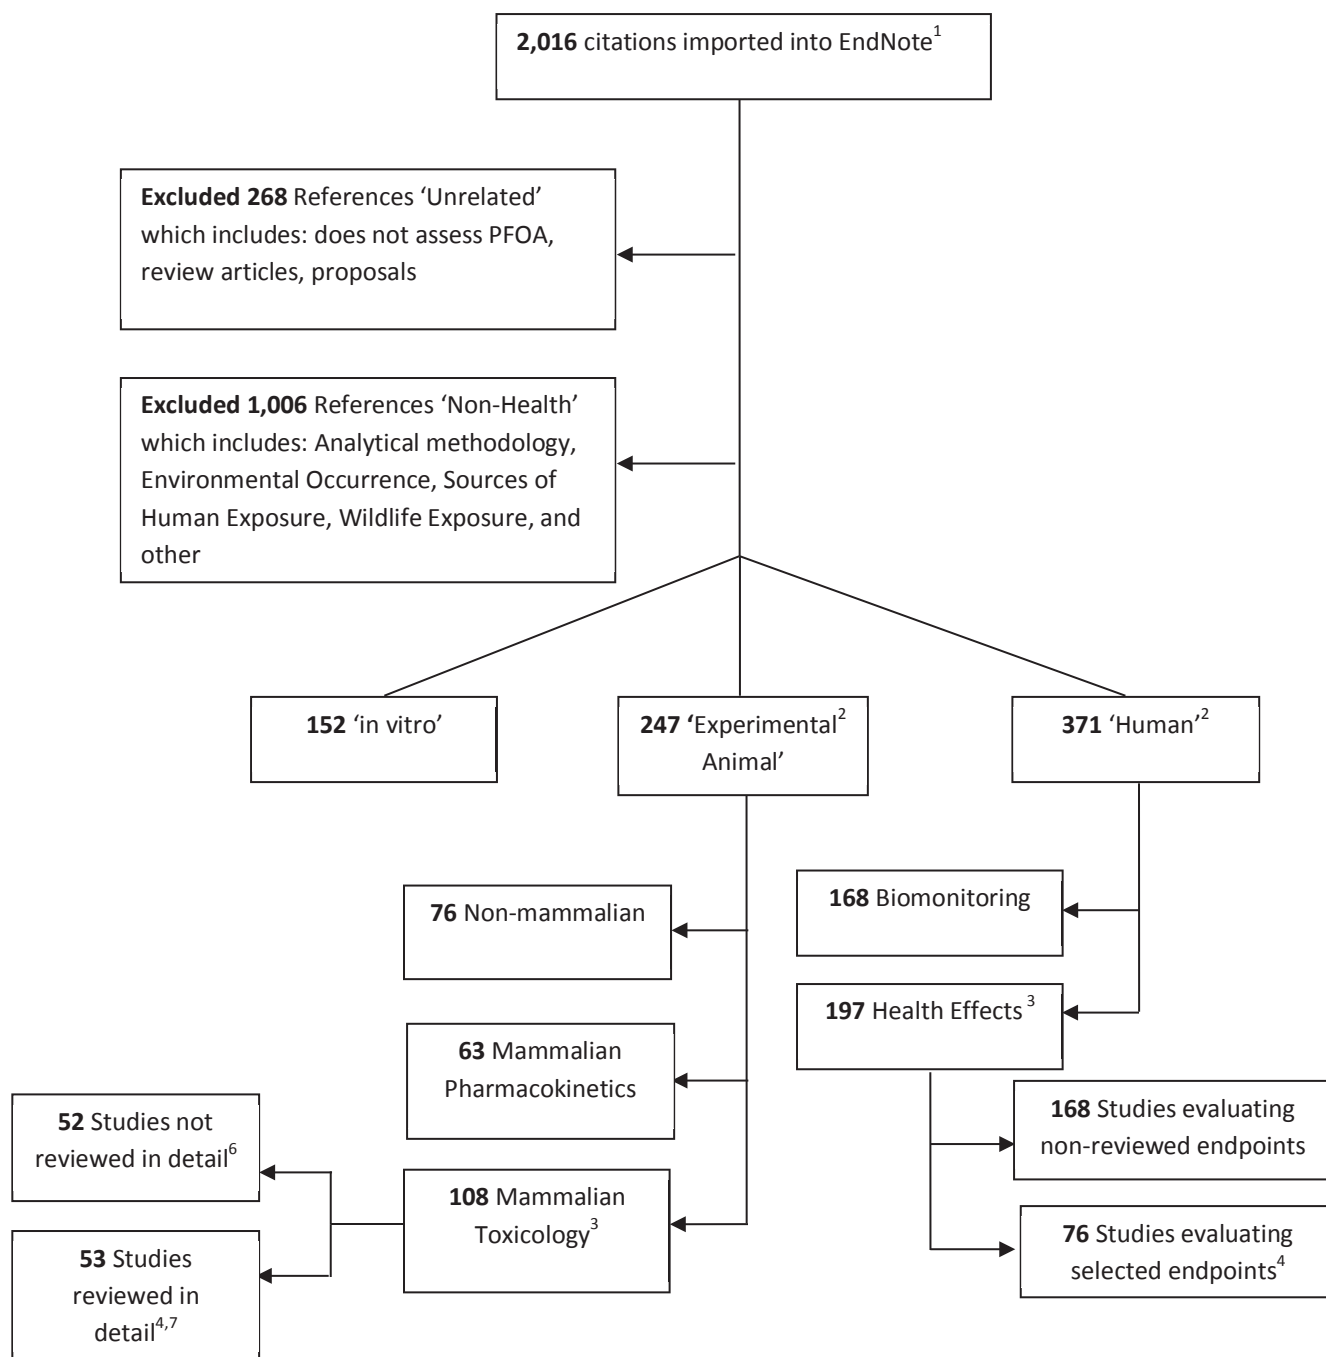 2,016 citations imported into EndNote1
Excluded 268 References ‘Unrelated’
which includes: does not assess PFOA,
review articles, proposals
Excluded 1,006 References ‘Non-Health’
which includes: Analytical methodology,
Environmental Occurrence, Sources of
Human Exposure, Wildlife Exposure, and
other
152 ‘in vitro’
247 ‘Experimental2
Animal’
371 ‘Human’2
76 Non-mammalian
63 Mammalian
Pharmacokinetics
108 Mammalian
Toxicology3
52 Studies not
reviewed in detail6
53 Studies
reviewed in
detail4,7
168 Biomonitoring
197 Health Effects 3
168 Studies evaluating
non-reviewed endpoints
76 Studies evaluating
selected endpoints4